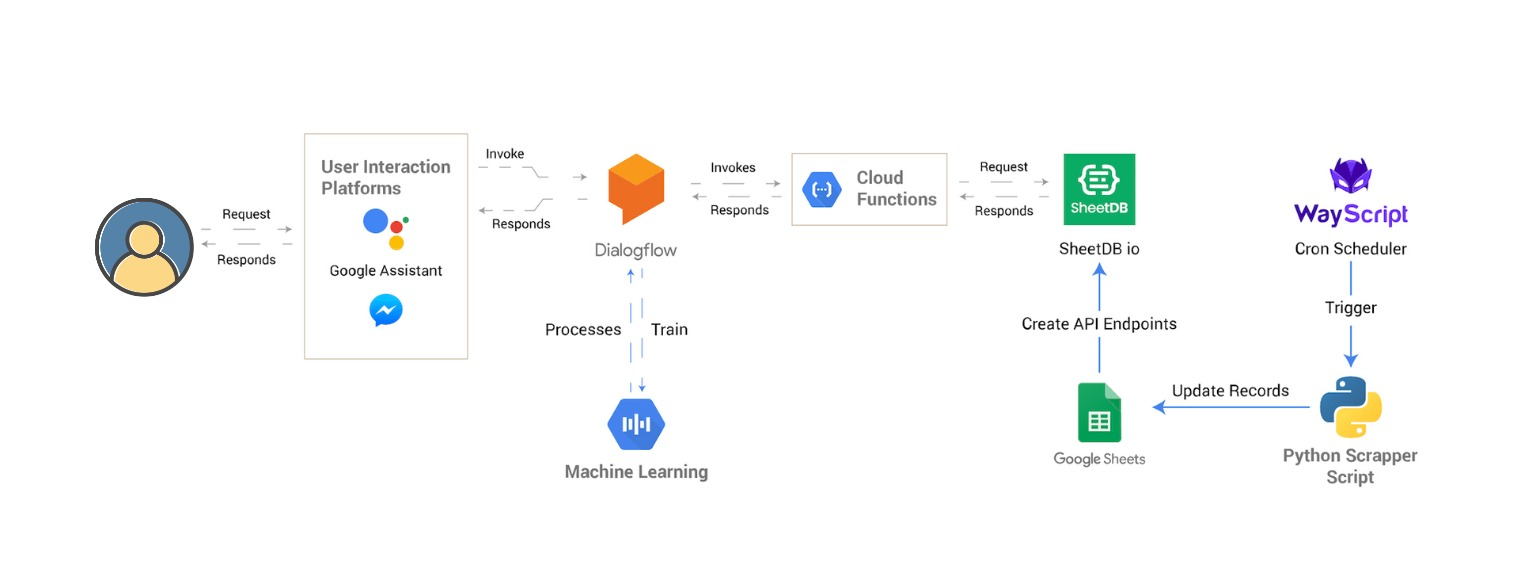 User Interaction
Platforms
Google Assistant
Request
Responds
Invoke
Responds
Dialogflow
Processes
Train
Machine Learning
Invokes
Responds
Cloud
Functions
Request
Responds
SheetDB
SheetDB io
Create API Endpoints
Google Sheets
WayScript
Cron Scheduler
Trigger
Update Records
Python Scrapper
Script